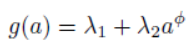 g(a) = λ₁ + λ₂a^ϕ